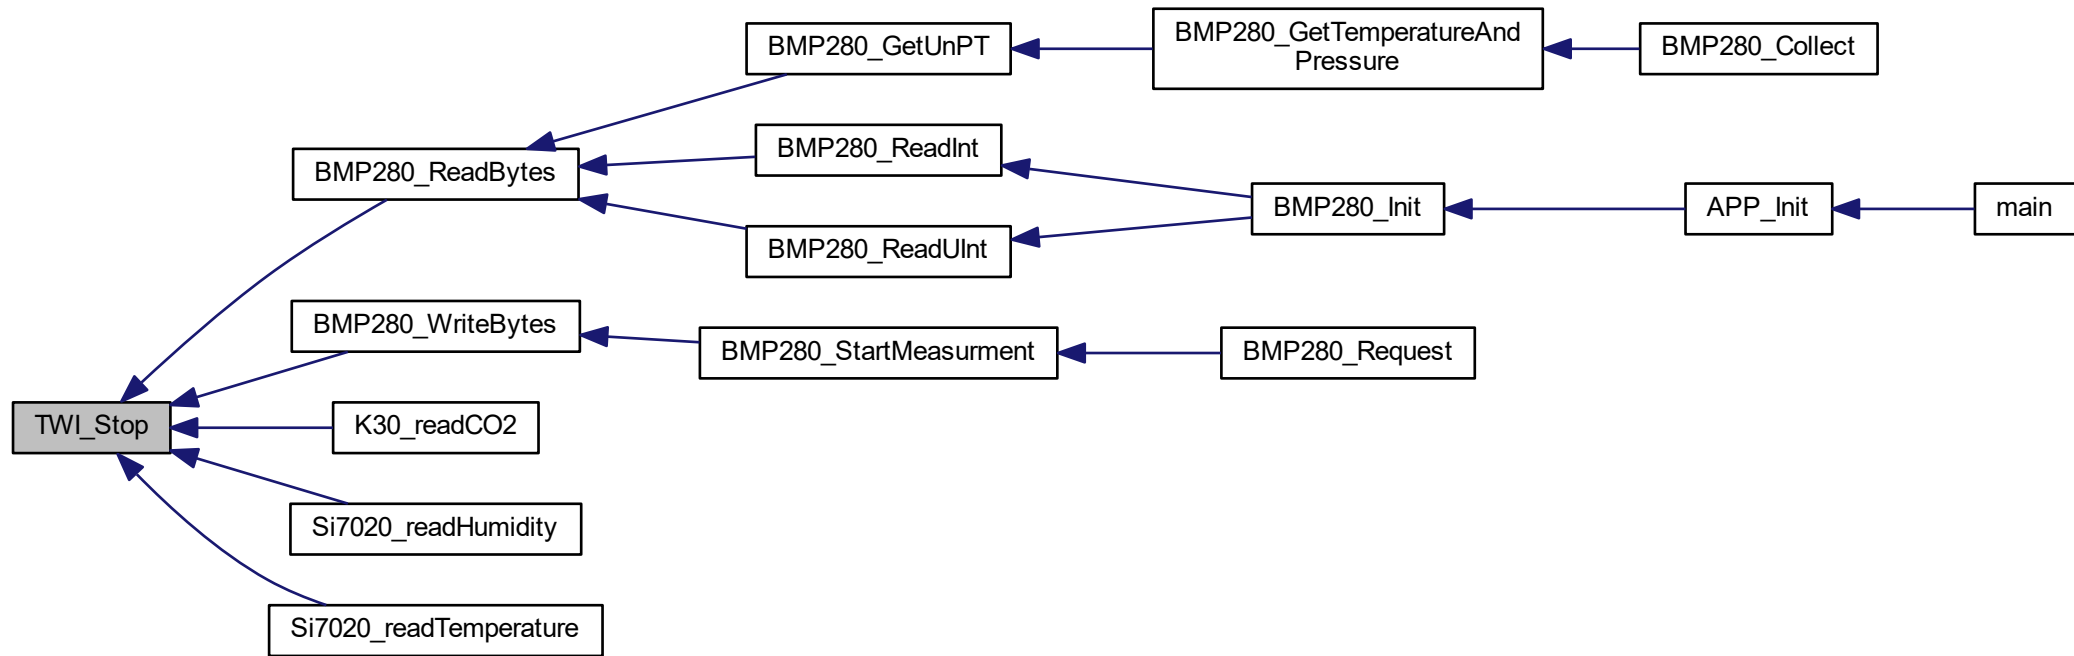 BMP280_GetUnPT
BMP280_GetTemperatureAnd
Pressure
BMP280_Collect
BMP280_ReadBytes
BMP280_ReadInt
BMP280_ReadUInt
BMP280_Init
APP_Init
main
BMP280_WriteBytes
BMP280_StartMeasurment
BMP280_Request
TWI_Stop
K30_readCO2
Si7020_readHumidity
Si7020_readTemperature